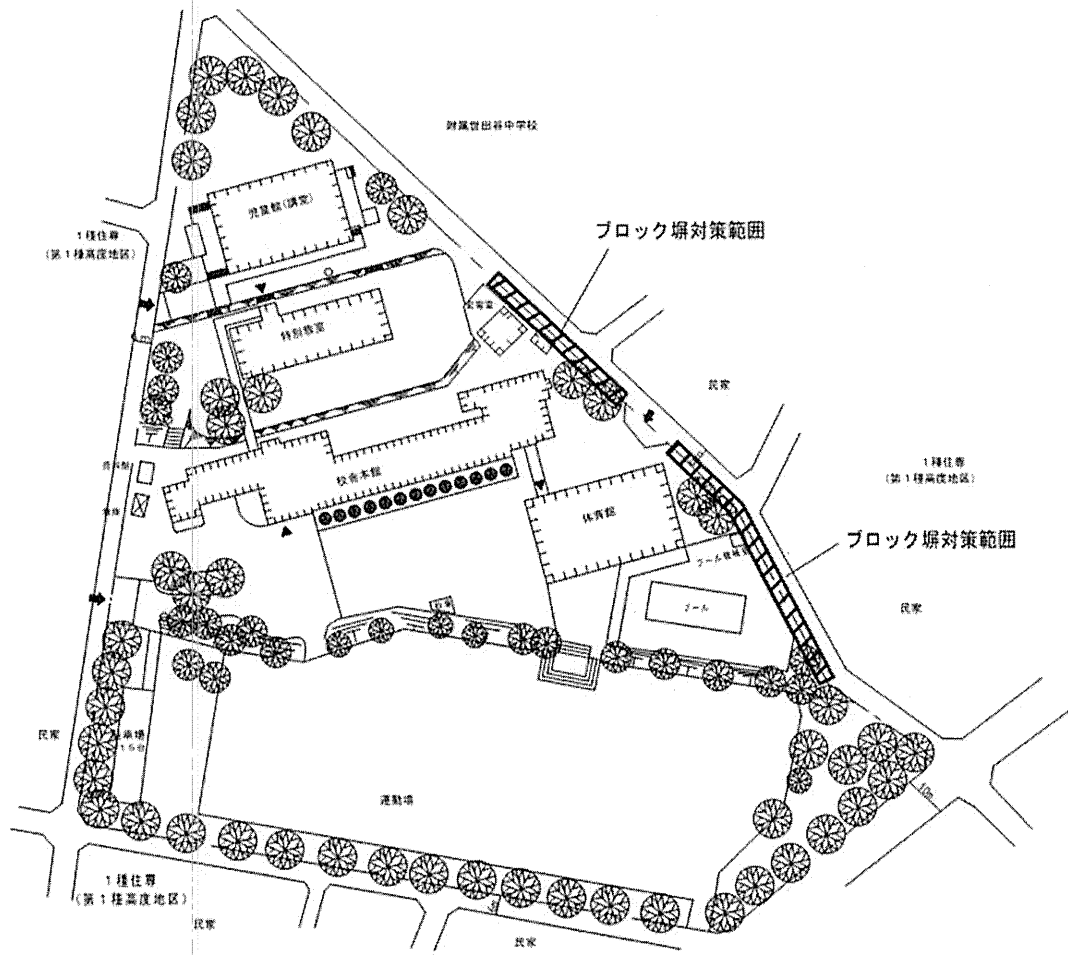 附属世田谷中学校
児童館(講堂)
ブロック塀対策範囲
1種住専
(第1種高度地区)
特別教室
民家
1種住専
(第1種高度地区)
校舎本館
体育館
ブロック塀対策範囲
プール
民家
民家
運動場
10m
1種住専
(第1種高度地区)
民家
民家